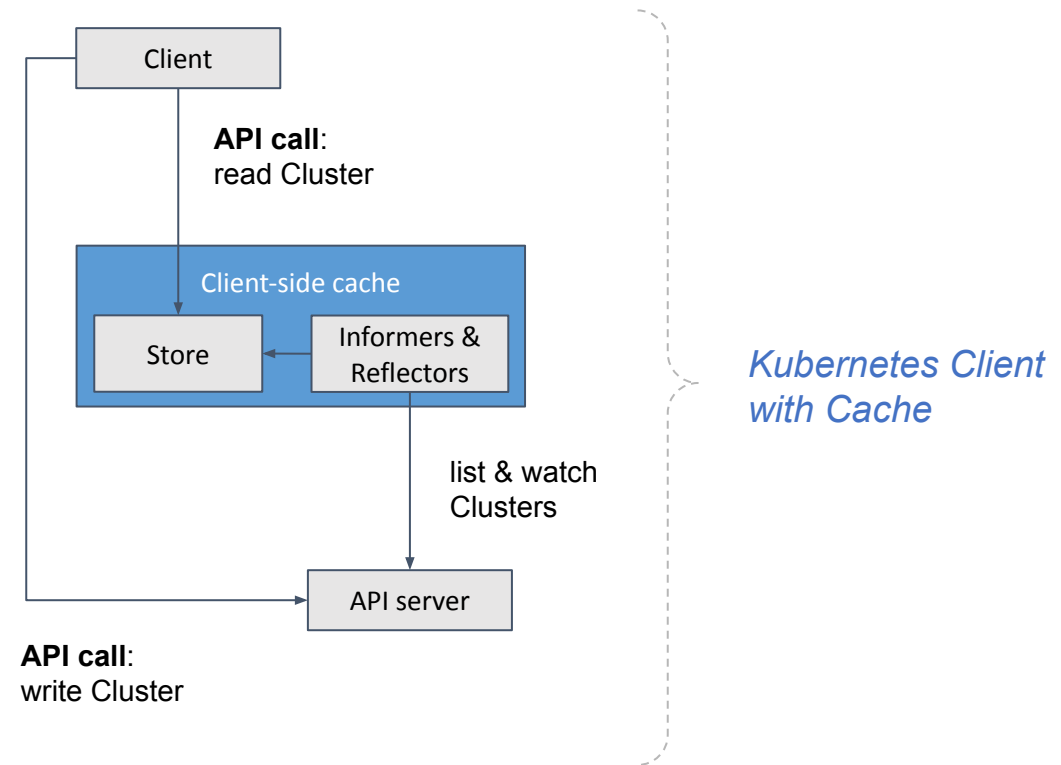 Client
API call:
read Cluster
Client-side cache
Store
Informers &
Reflectors
Kubernetes Client
with Cache
list & watch
Clusters
API server
API call:
write Cluster